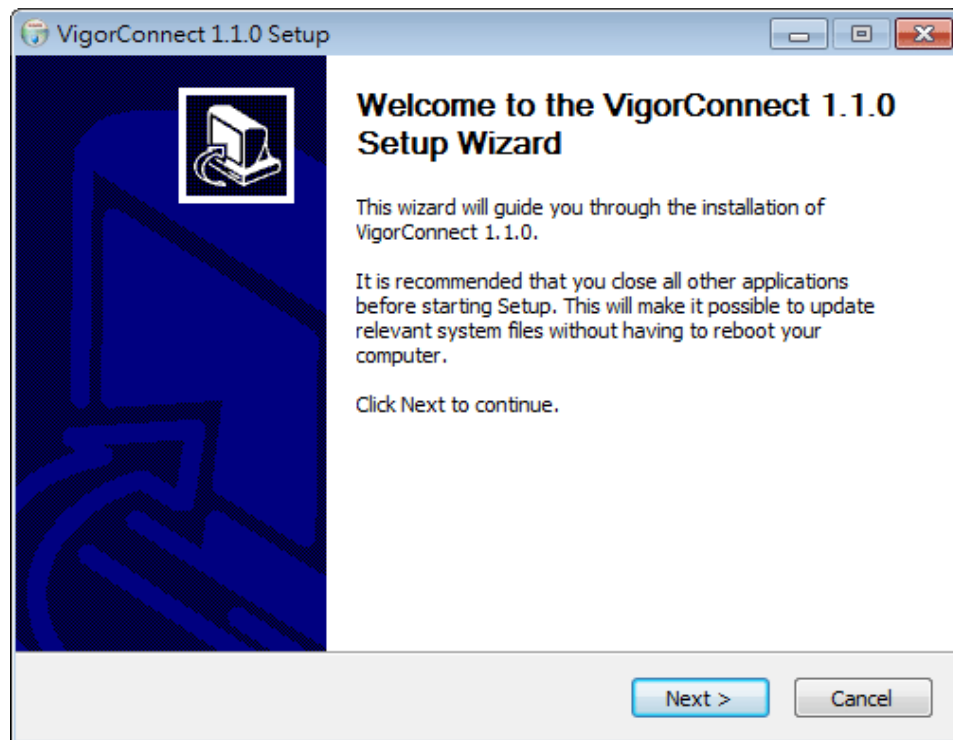 VigorConnect 1.1.0 Setup
Welcome to the VigorConnect 1.1.0
Setup Wizard
This wizard will guide you through the installation of
VigorConnect 1.1.0.
It is recommended that you close all other applications
before starting Setup. This will make it possible to update
relevant system files without having to reboot your
computer.
Click Next to continue.
Next >
Cancel